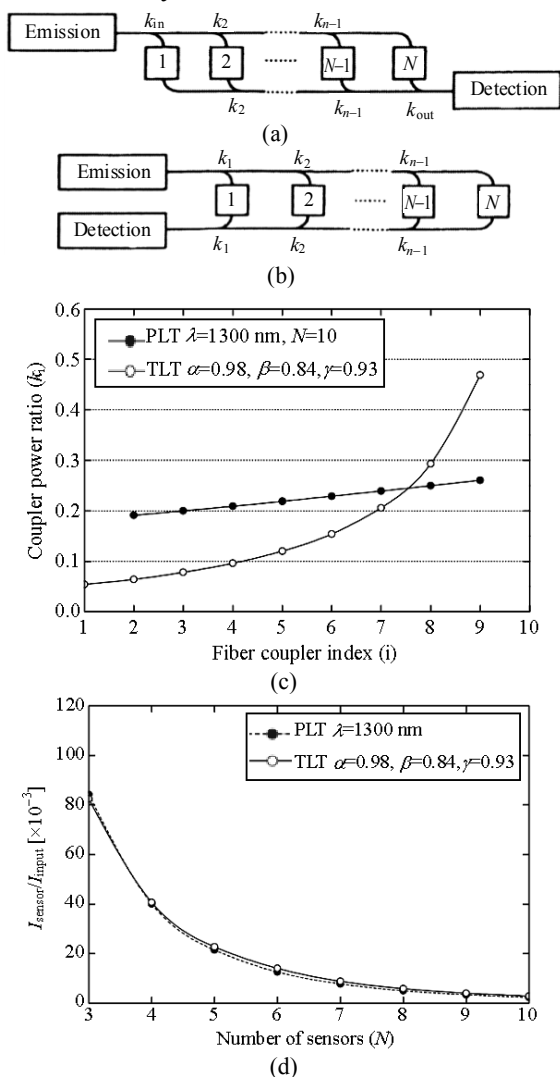 Emission
k_in k_2 k_{n-1}
1 2 N-1 N
k_2 k_{n-1} k_out
Detection
(a)
Emission
k_1 k_2 k_{n-1}
1 2 N-1 N
Detection
k_1 k_2 k_{n-1}
(b)
PLT λ=1300 nm, N=10
TLT α=0.98, β=0.84,γ=0.93
Coupler power ratio (k_i)
0.6
0.5
0.4
0.3
0.2
0.1
0.0
1 2 3 4 5 6 7 8 9 10
Fiber coupler index (i)
(c)
PLT λ=1300 nm
TLT α=0.98, β=0.84,γ=0.93
I_sensor/I_input [×10^{-3}]
120
100
80
60
40
20
0
3 4 5 6 7 8 9 10
Number of sensors (N)
(d)